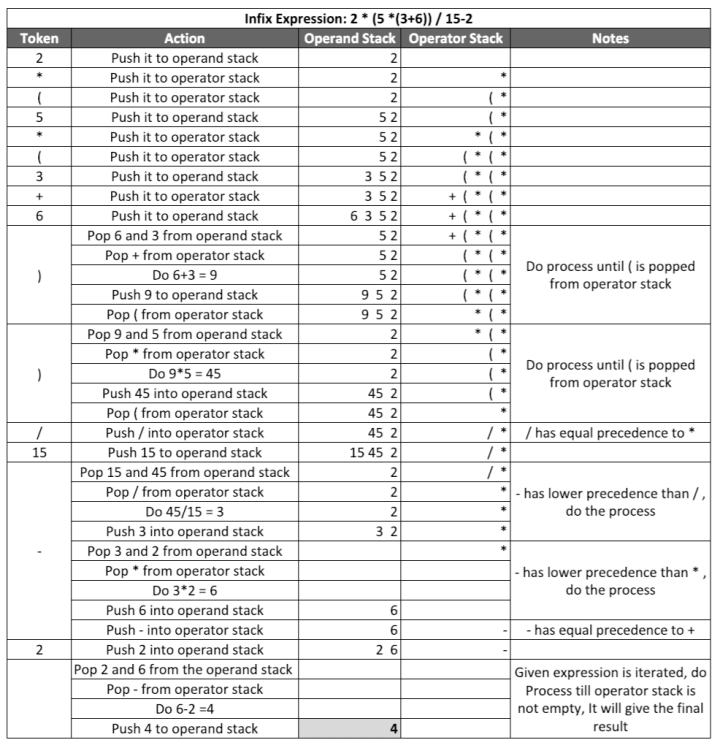 Infix Expression: 2 * (5 *(3+6)) / 15-2
Token Action Operand Stack Operator Stack Notes
2 Push it to operand stack 2
* Push it to operator stack 2 *
( Push it to operator stack 2 ( *
5 Push it to operand stack 5 2 ( *
* Push it to operator stack 5 2 * ( *
( Push it to operator stack 5 2 ( * ( *
3 Push it to operand stack 3 5 2 ( * ( *
+ Push it to operator stack 3 5 2 + ( * ( *
6 Push it to operand stack 6 3 5 2 + ( * ( *
Pop 6 and 3 from operand stack 5 2 + ( * ( *
Pop + from operator stack 5 2 ( * ( *
) Do 6+3 = 9 5 2 ( * ( * Do process until ( is popped
from operator stack
Push 9 to operand stack 9 5 2 ( * ( *
Pop ( from operator stack 9 5 2 * ( *
Pop 9 and 5 from operand stack 2 * ( *
Pop * from operator stack 2 ( *
) Do 9*5 = 45 2 ( * Do process until ( is popped
from operator stack
Push 45 into operand stack 45 2 ( *
Pop ( from operator stack 45 2 *
/ Push / into operator stack 45 2 / * / has equal precedence to *
15 Push 15 to operand stack 15 45 2 / *
Pop 15 and 45 from operand stack 2 / *
Pop / from operator stack 2 * - has lower precedence than / ,
Do 45/15 = 3 2 * do the process
Push 3 into operand stack 3 2 *
- Pop 3 and 2 from operand stack *
Pop * from operator stack - has lower precedence than * ,
Do 3*2 = 6 do the process
Push 6 into operand stack 6
Push - into operator stack 6 - - has equal precedence to +
2 Push 2 into operand stack 2 6 -
Pop 2 and 6 from the operand stack Given expression is iterated, do
Pop - from operator stack Process till operator stack is
Do 6-2 =4 not empty, It will give the final
Push 4 to operand stack 4 result